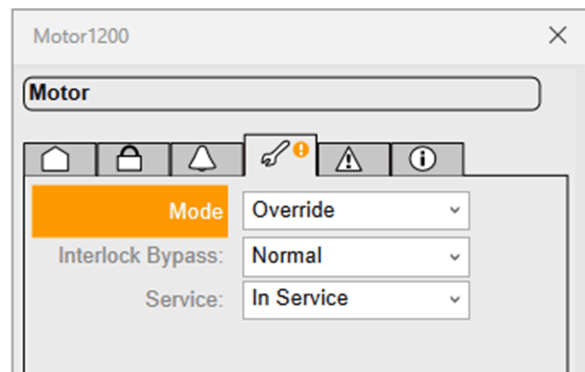 Motor1200
Motor
Mode Override
Interlock Bypass: Normal
Service: In Service